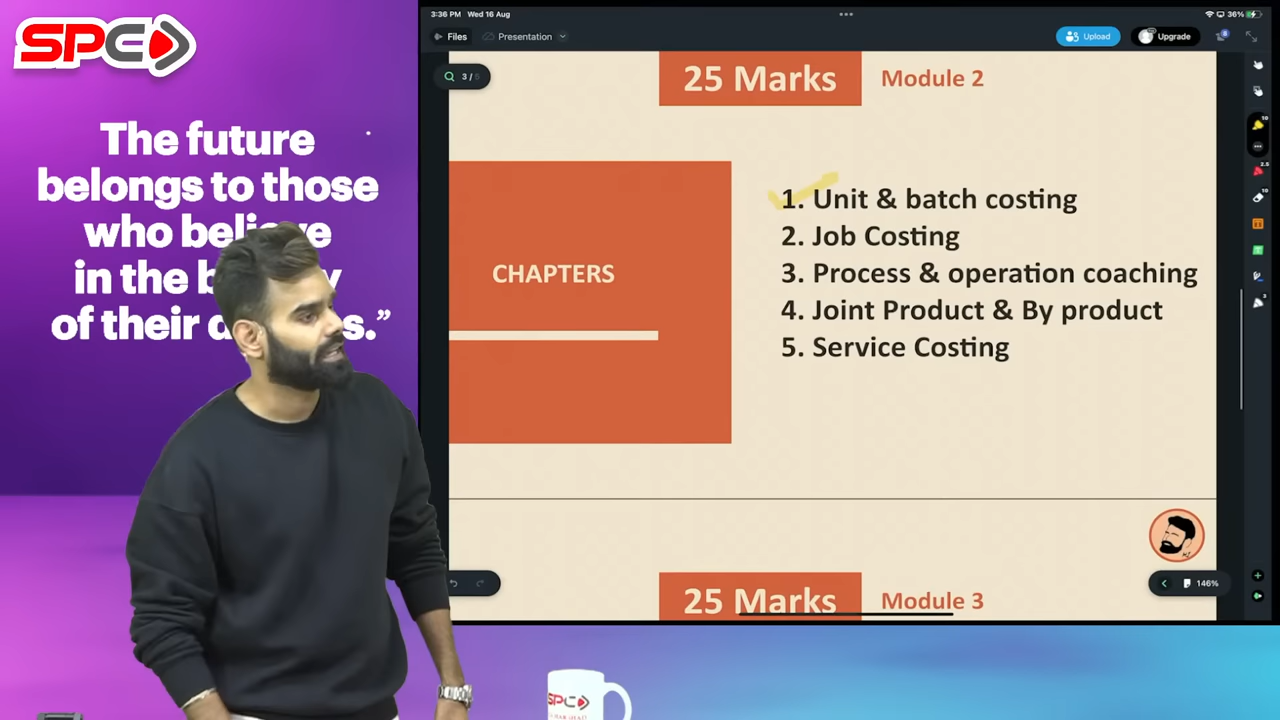 SPC
The future
belongs to those
who believe
in the b y
of their d s.”
3:36 PM Wed 16 Aug
36%
Files
Presentation
Upload
Upgrade
3 / 6
25 Marks
Module 2
CHAPTERS
1. Unit & batch costing
2. Job Costing
3. Process & operation coaching
4. Joint Product & By product
5. Service Costing
146%
25 Marks
Module 3
SPC